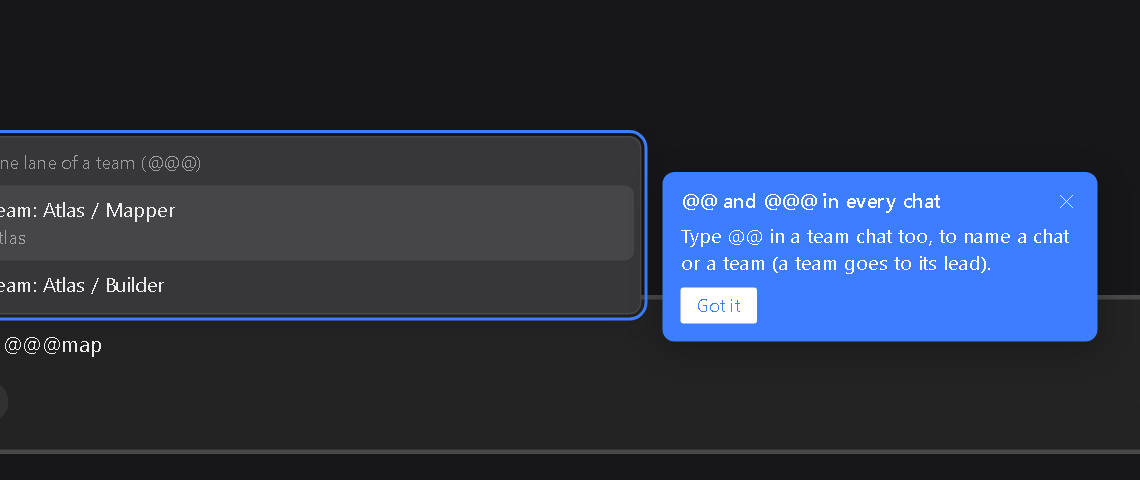 ne lane of a team (@@@)
eam: Atlas / Mapper
tlas
eam: Atlas / Builder
@@@map
@@ and @@@ in every chat
Type @@ in a team chat too, to name a chat
or a team (a team goes to its lead).
Got it